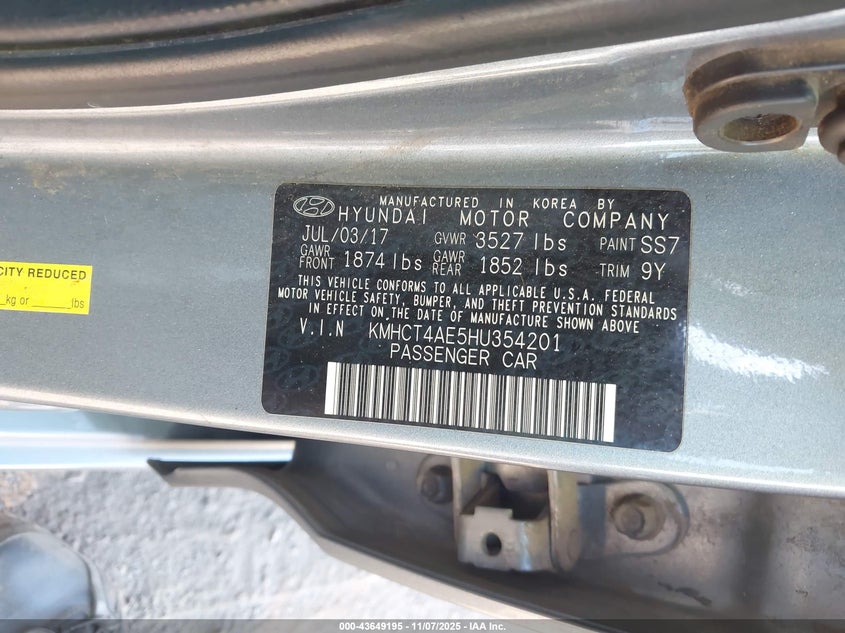 MANUFACTURED IN KOREA BY
HYUNDAI MOTOR COMPANY
JUL/03/17 GVWR 3527 lbs PAINT SS7
GAWR FRONT 1874 lbs GAWR REAR 1852 lbs TRIM 9Y
THIS VEHICLE CONFORMS TO ALL APPLICABLE U.S.A. FEDERAL
MOTOR VEHICLE SAFETY, BUMPER, AND THEFT PREVENTION STANDARDS
IN EFFECT ON THE DATE OF MANUFACTURE SHOWN ABOVE
V.I.N KMHCT4AE5HU354201
PASSENGER CAR
CITY REDUCED
kg or ______lbs
000-43649195 - 11/07/2025 - IAA Inc.